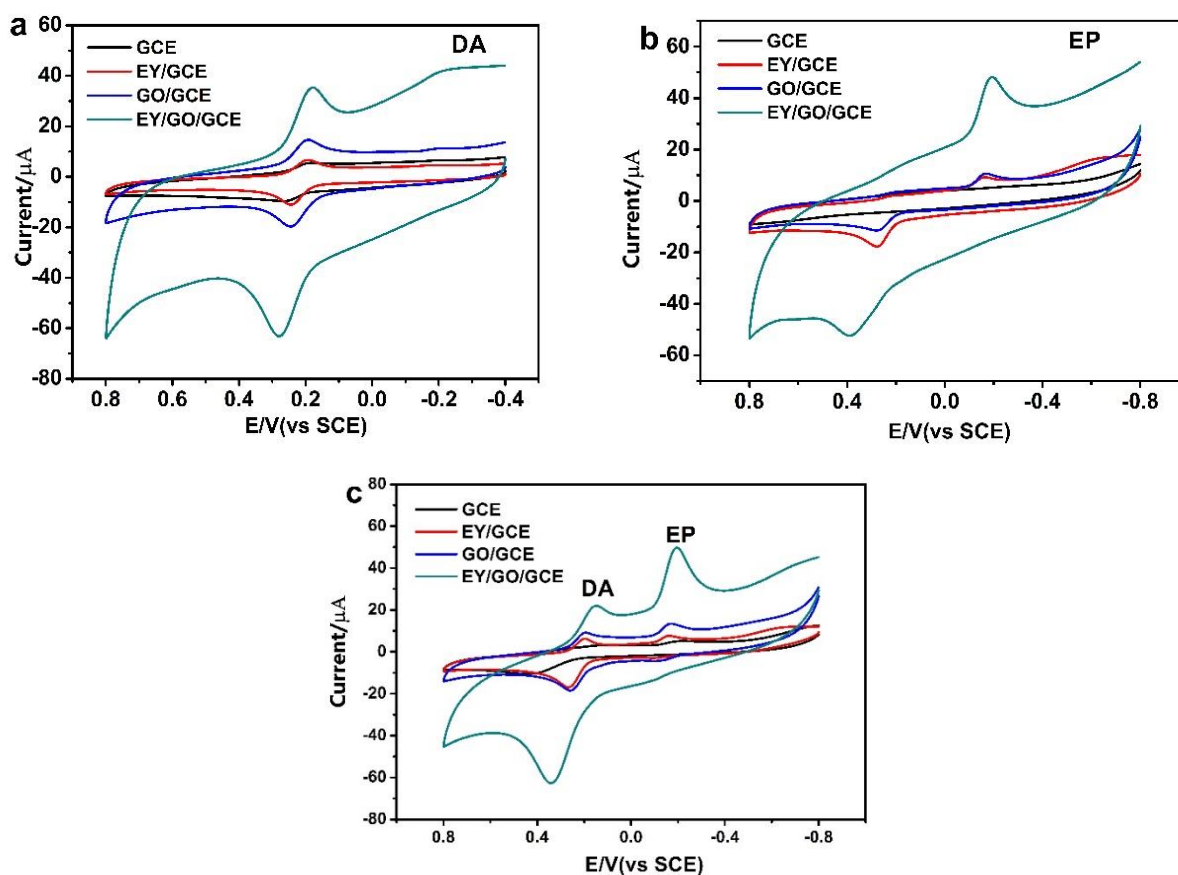 a
DA
GCE
EY/GCE
GO/GCE
EY/GO/GCE
60
40
20
0
-20
-40
-60
-80
Current/μA
0.8 0.6 0.4 0.2 0.0 -0.2 -0.4
E/V(vs SCE)
b
EP
GCE
EY/GCE
GO/GCE
EY/GO/GCE
60
40
20
0
-20
-40
-60
Current/μA
0.8 0.4 0.0 -0.4 -0.8
E/V(vs SCE)
c
GCE
EY/GCE
GO/GCE
EY/GO/GCE
EP
DA
80
60
40
20
0
-20
-40
-60
-80
Current/μA
0.8 0.4 0.0 -0.4 -0.8
E/V(vs SCE)